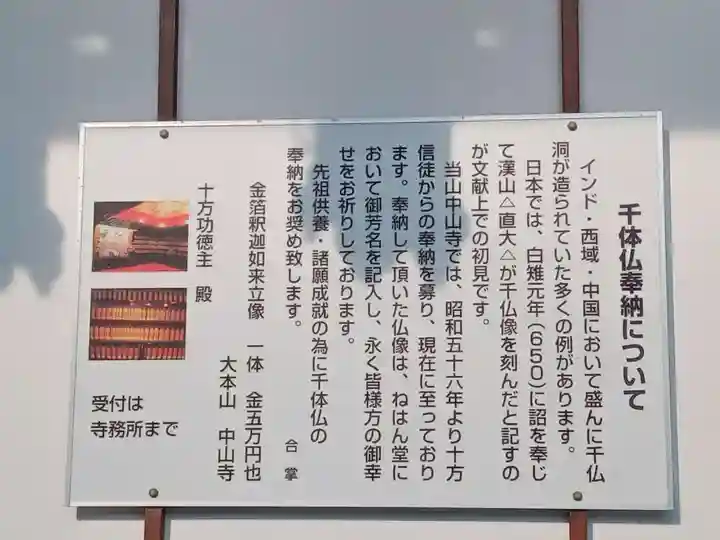 千体仏奉納について
インド・西域・中国において盛んに千仏
洞が造られていた多くの例があります。
日本では、白雉元年（650）に詔を奉じ
て漢山△直大△が千仏像を刻んだと記すの
が文献上での初見です。
当山中山寺では、昭和五十六年より十方
信徒からの奉納を募り、現在に至っており
ます。奉納して頂いた仏像は、ねはん堂に
おいて御芳名を記入し、永く皆様方の御幸
せをお祈りしております。
先祖供養・諸願成就の為に千体仏の
奉納をお奨め致します。
合掌
金箔釈迦如来立像　一体　金五万円也
大本山　中山寺
十方功徳主　殿
受付は
寺務所まで